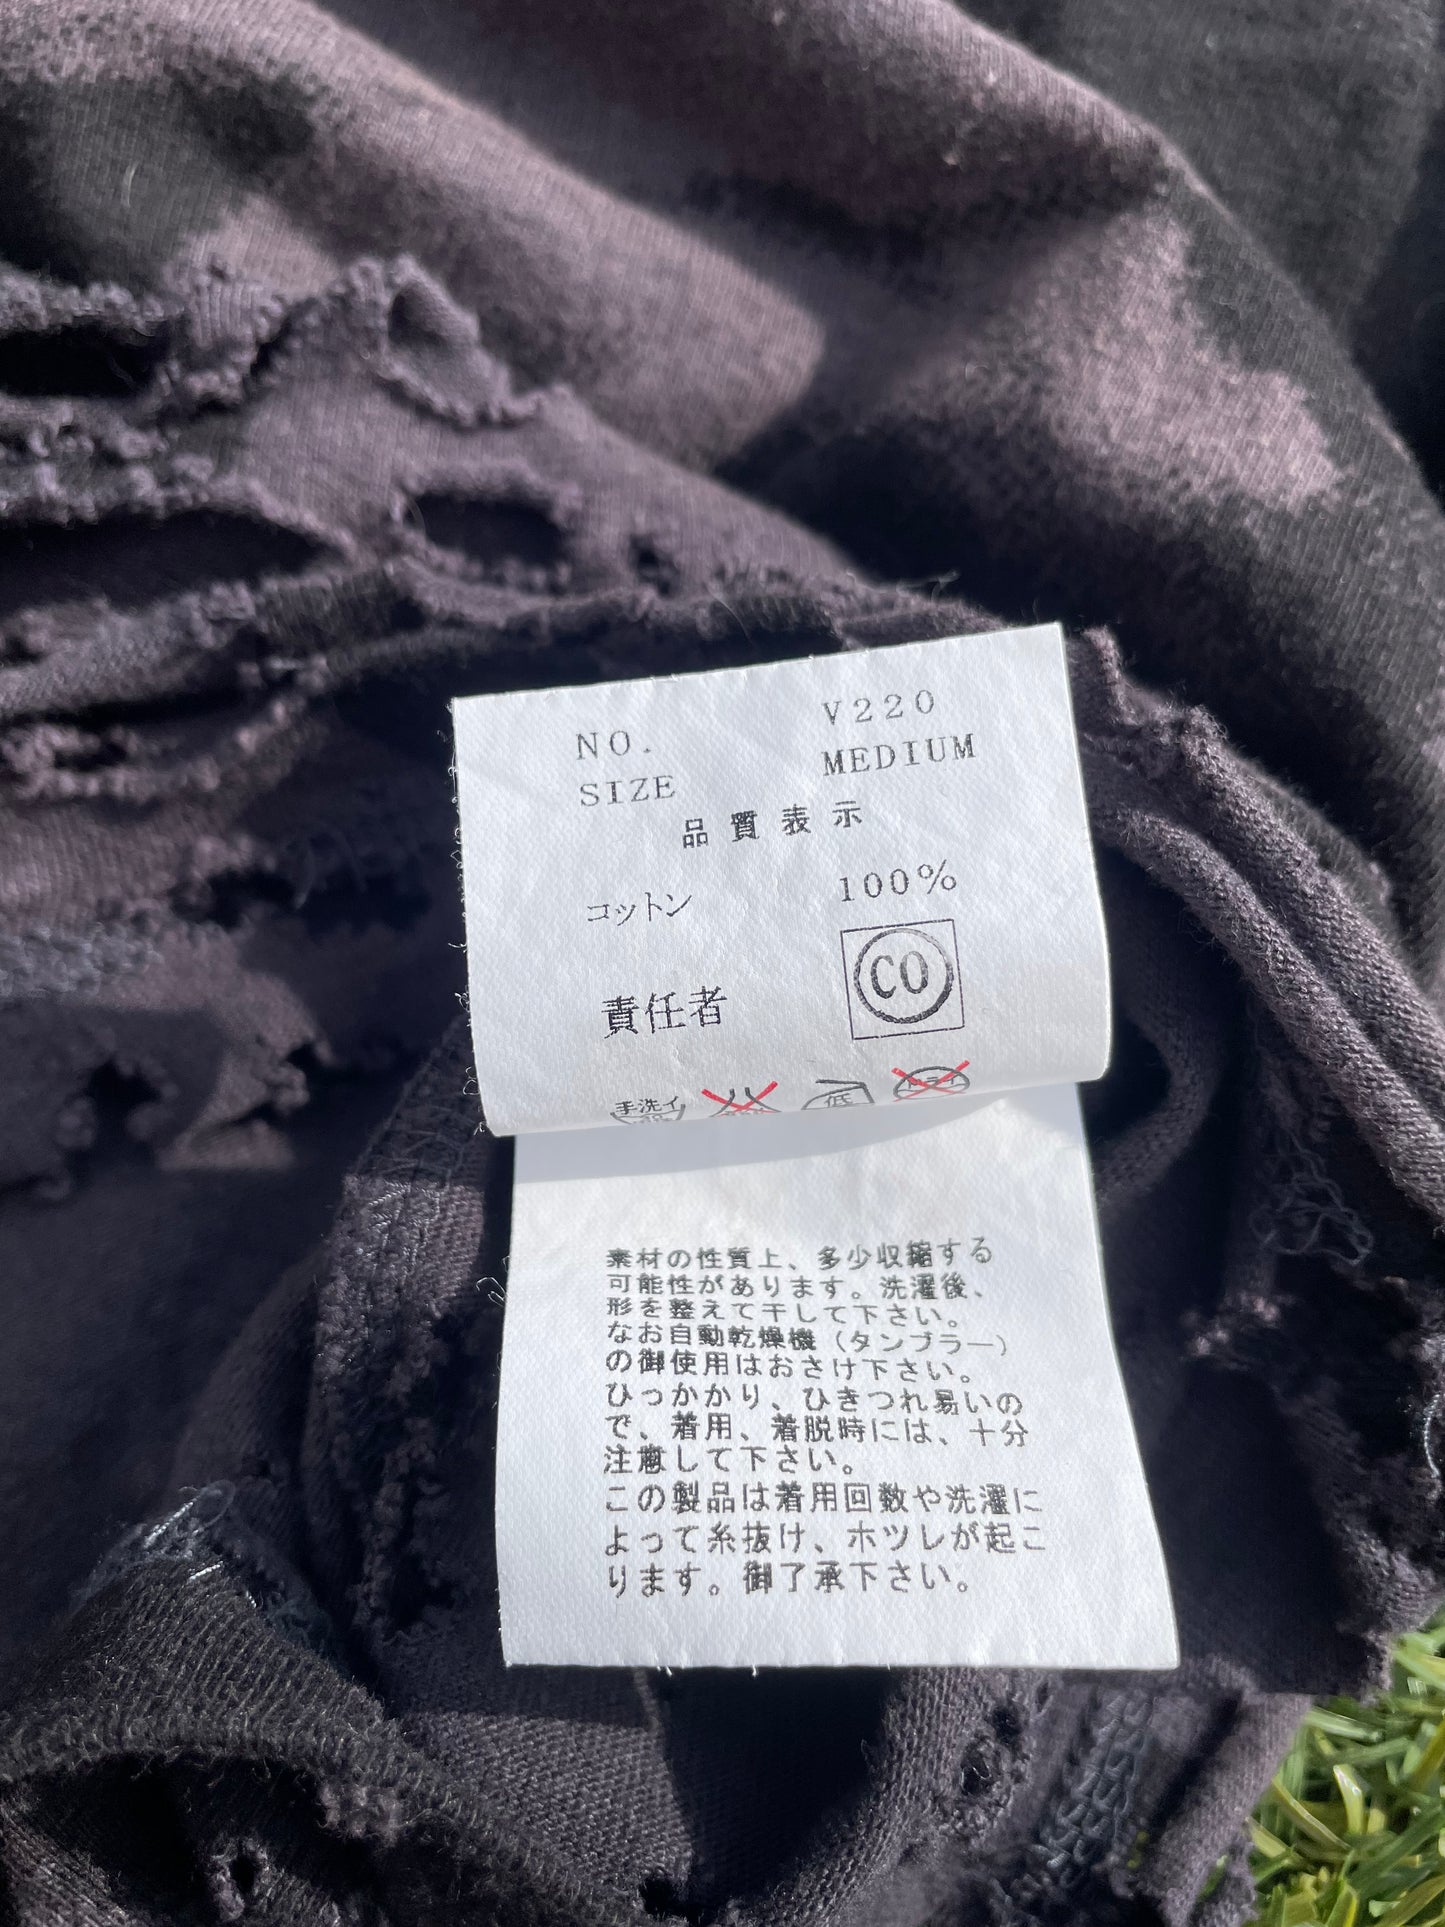 NO. V220
SIZE MEDIUM
品質表示
コットン 100%
責任者 CO
手洗イ 低
素材の性質上、多少収縮する
可能性があります。洗濯後、
形を整えて干して下さい。
なお自動乾燥機（タンブラー）
の御使用はおさけ下さい。
ひっかかり、ひきつれ易いの
で、着用、着脱時には、十分
注意して下さい。
この製品は着用回数や洗濯に
よって糸抜け、ホツレが起こ
ります。御了承下さい。